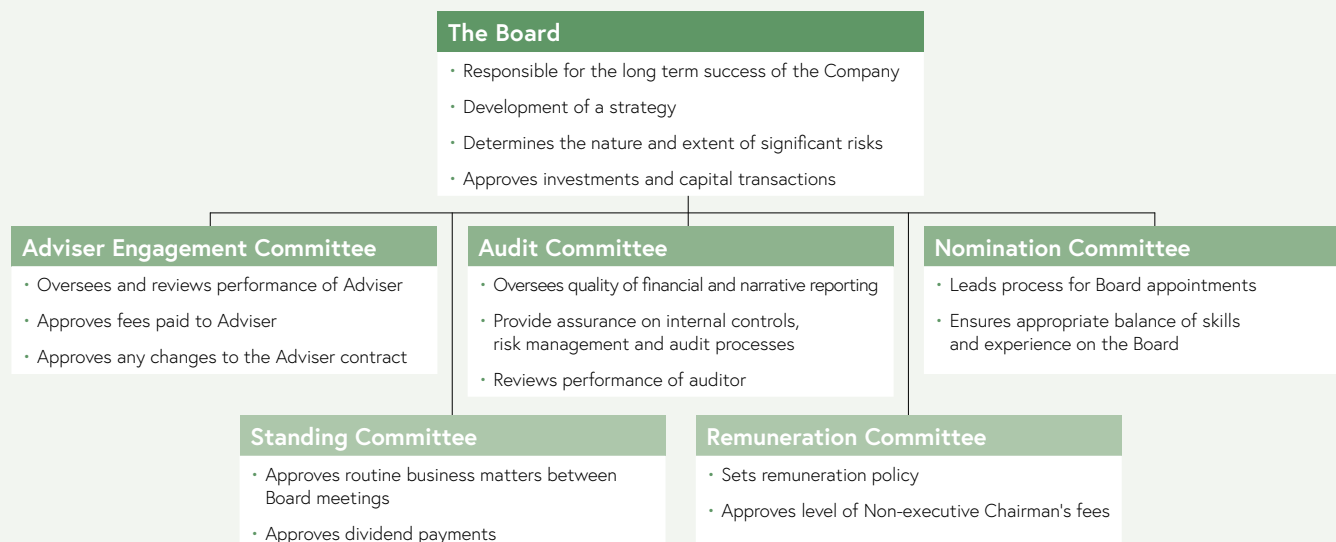 The Board
• Responsible for the long term success of the Company
• Development of a strategy
• Determines the nature and extent of significant risks
• Approves investments and capital transactions
Adviser Engagement Committee
• Oversees and reviews performance of Adviser
• Approves fees paid to Adviser
• Approves any changes to the Adviser contract
Audit Committee
• Oversees quality of financial and narrative reporting
• Provide assurance on internal controls,
risk management and audit processes
• Reviews performance of auditor
Nomination Committee
• Leads process for Board appointments
• Ensures appropriate balance of skills
and experience on the Board
Standing Committee
• Approves routine business matters between
Board meetings
• Approves dividend payments
Remuneration Committee
• Sets remuneration policy
• Approves level of Non-executive Chairman's fees